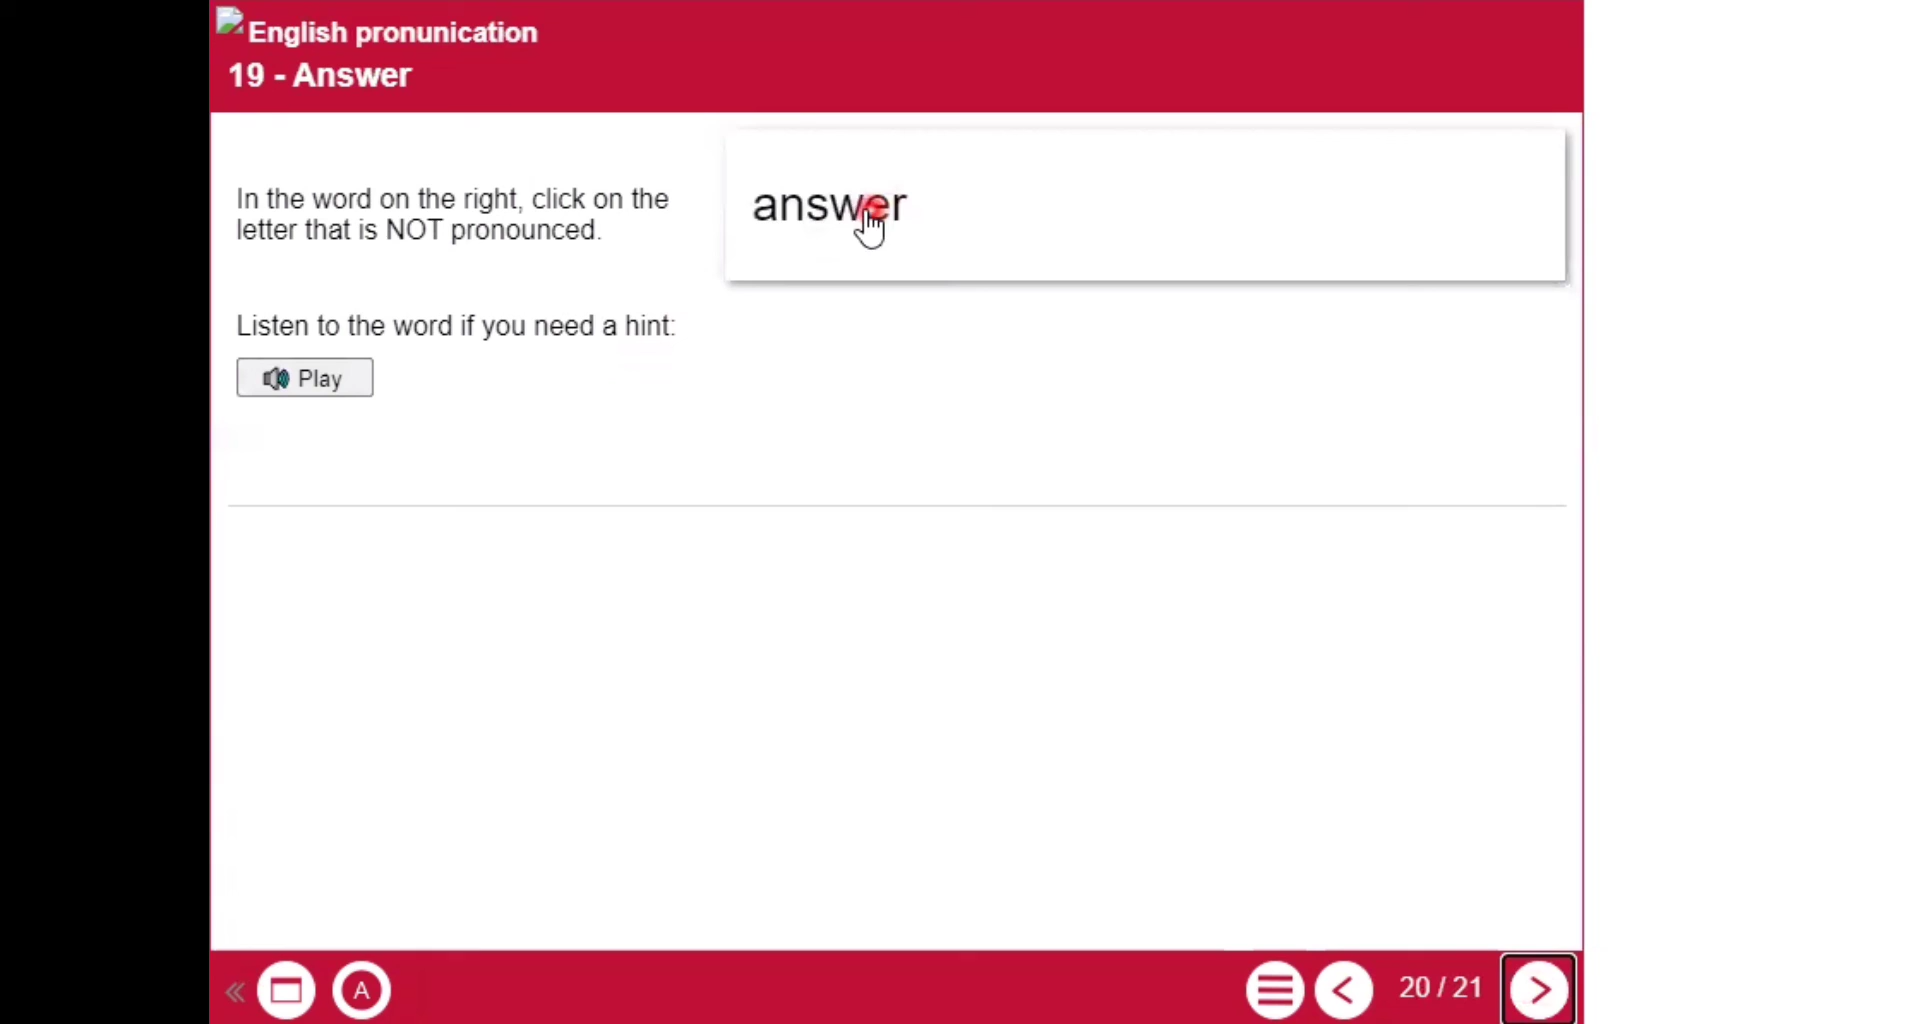 English pronunication
19 - Answer
In the word on the right, click on the
letter that is NOT pronounced.
answer
Listen to the word if you need a hint:
Play
«
A
20 / 21